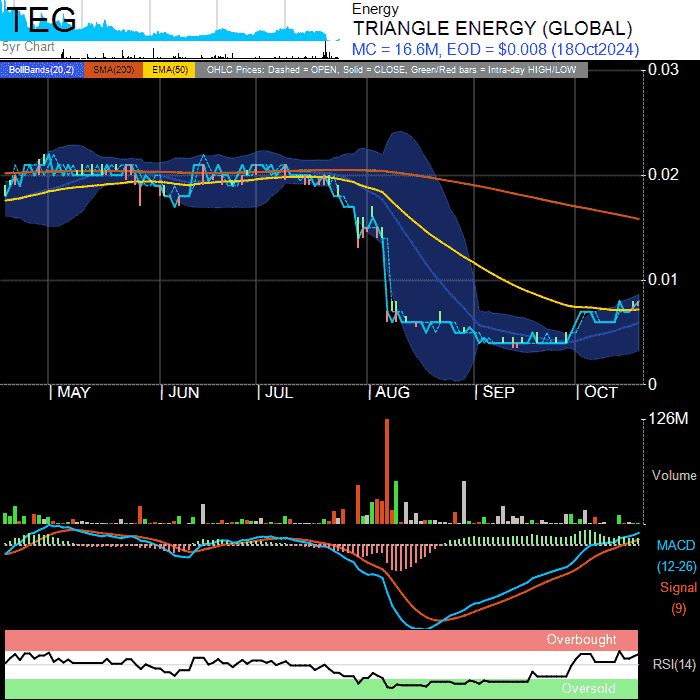 TEG
5yr Chart
Energy
TRIANGLE ENERGY (GLOBAL)
MC = 16.6M, EOD = $0.008 (18Oct2024)
BollBands(20,2) SMA(200) EMA(50) OHLC Prices: Dashed = OPEN, Solid = CLOSE, Green/Red bars = Intra-day HIGH/LOW
0.03
0.02
0.01
0
MAY JUN JUL AUG SEP OCT
126M
Volume
MACD
(12-26)
Signal
(9)
Overbought
RSI(14)
Oversold